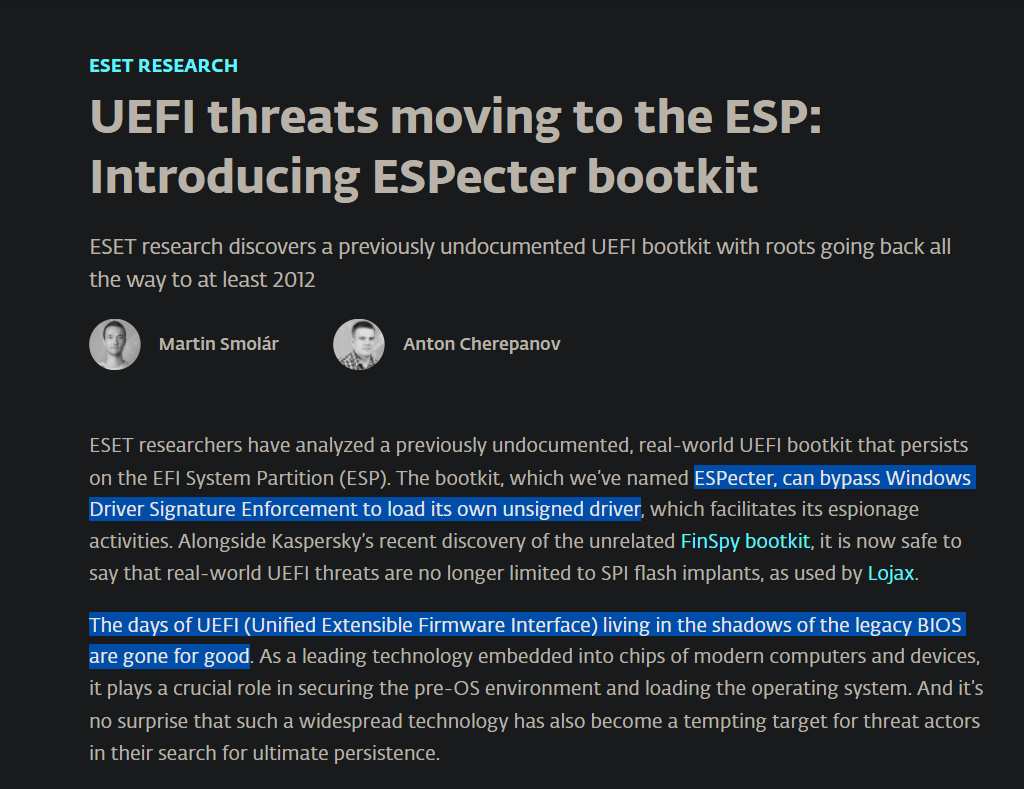 ESET RESEARCH
UEFI threats moving to the ESP:
Introducing ESPecter bootkit
ESET research discovers a previously undocumented UEFI bootkit with roots going back all
the way to at least 2012
Martin Smolár
Anton Cherepanov
ESET researchers have analyzed a previously undocumented, real-world UEFI bootkit that persists
on the EFI System Partition (ESP). The bootkit, which we've named ESPecter, can bypass Windows
Driver Signature Enforcement to load its own unsigned driver, which facilitates its espionage
activities. Alongside Kaspersky's recent discovery of the unrelated FinSpy bootkit, it is now safe to
say that real-world UEFI threats are no longer limited to SPI flash implants, as used by Lojax.
The days of UEFI (Unified Extensible Firmware Interface) living in the shadows of the legacy BIOS
are gone for good. As a leading technology embedded into chips of modern computers and devices,
it plays a crucial role in securing the pre-OS environment and loading the operating system. And it's
no surprise that such a widespread technology has also become a tempting target for threat actors
in their search for ultimate persistence.